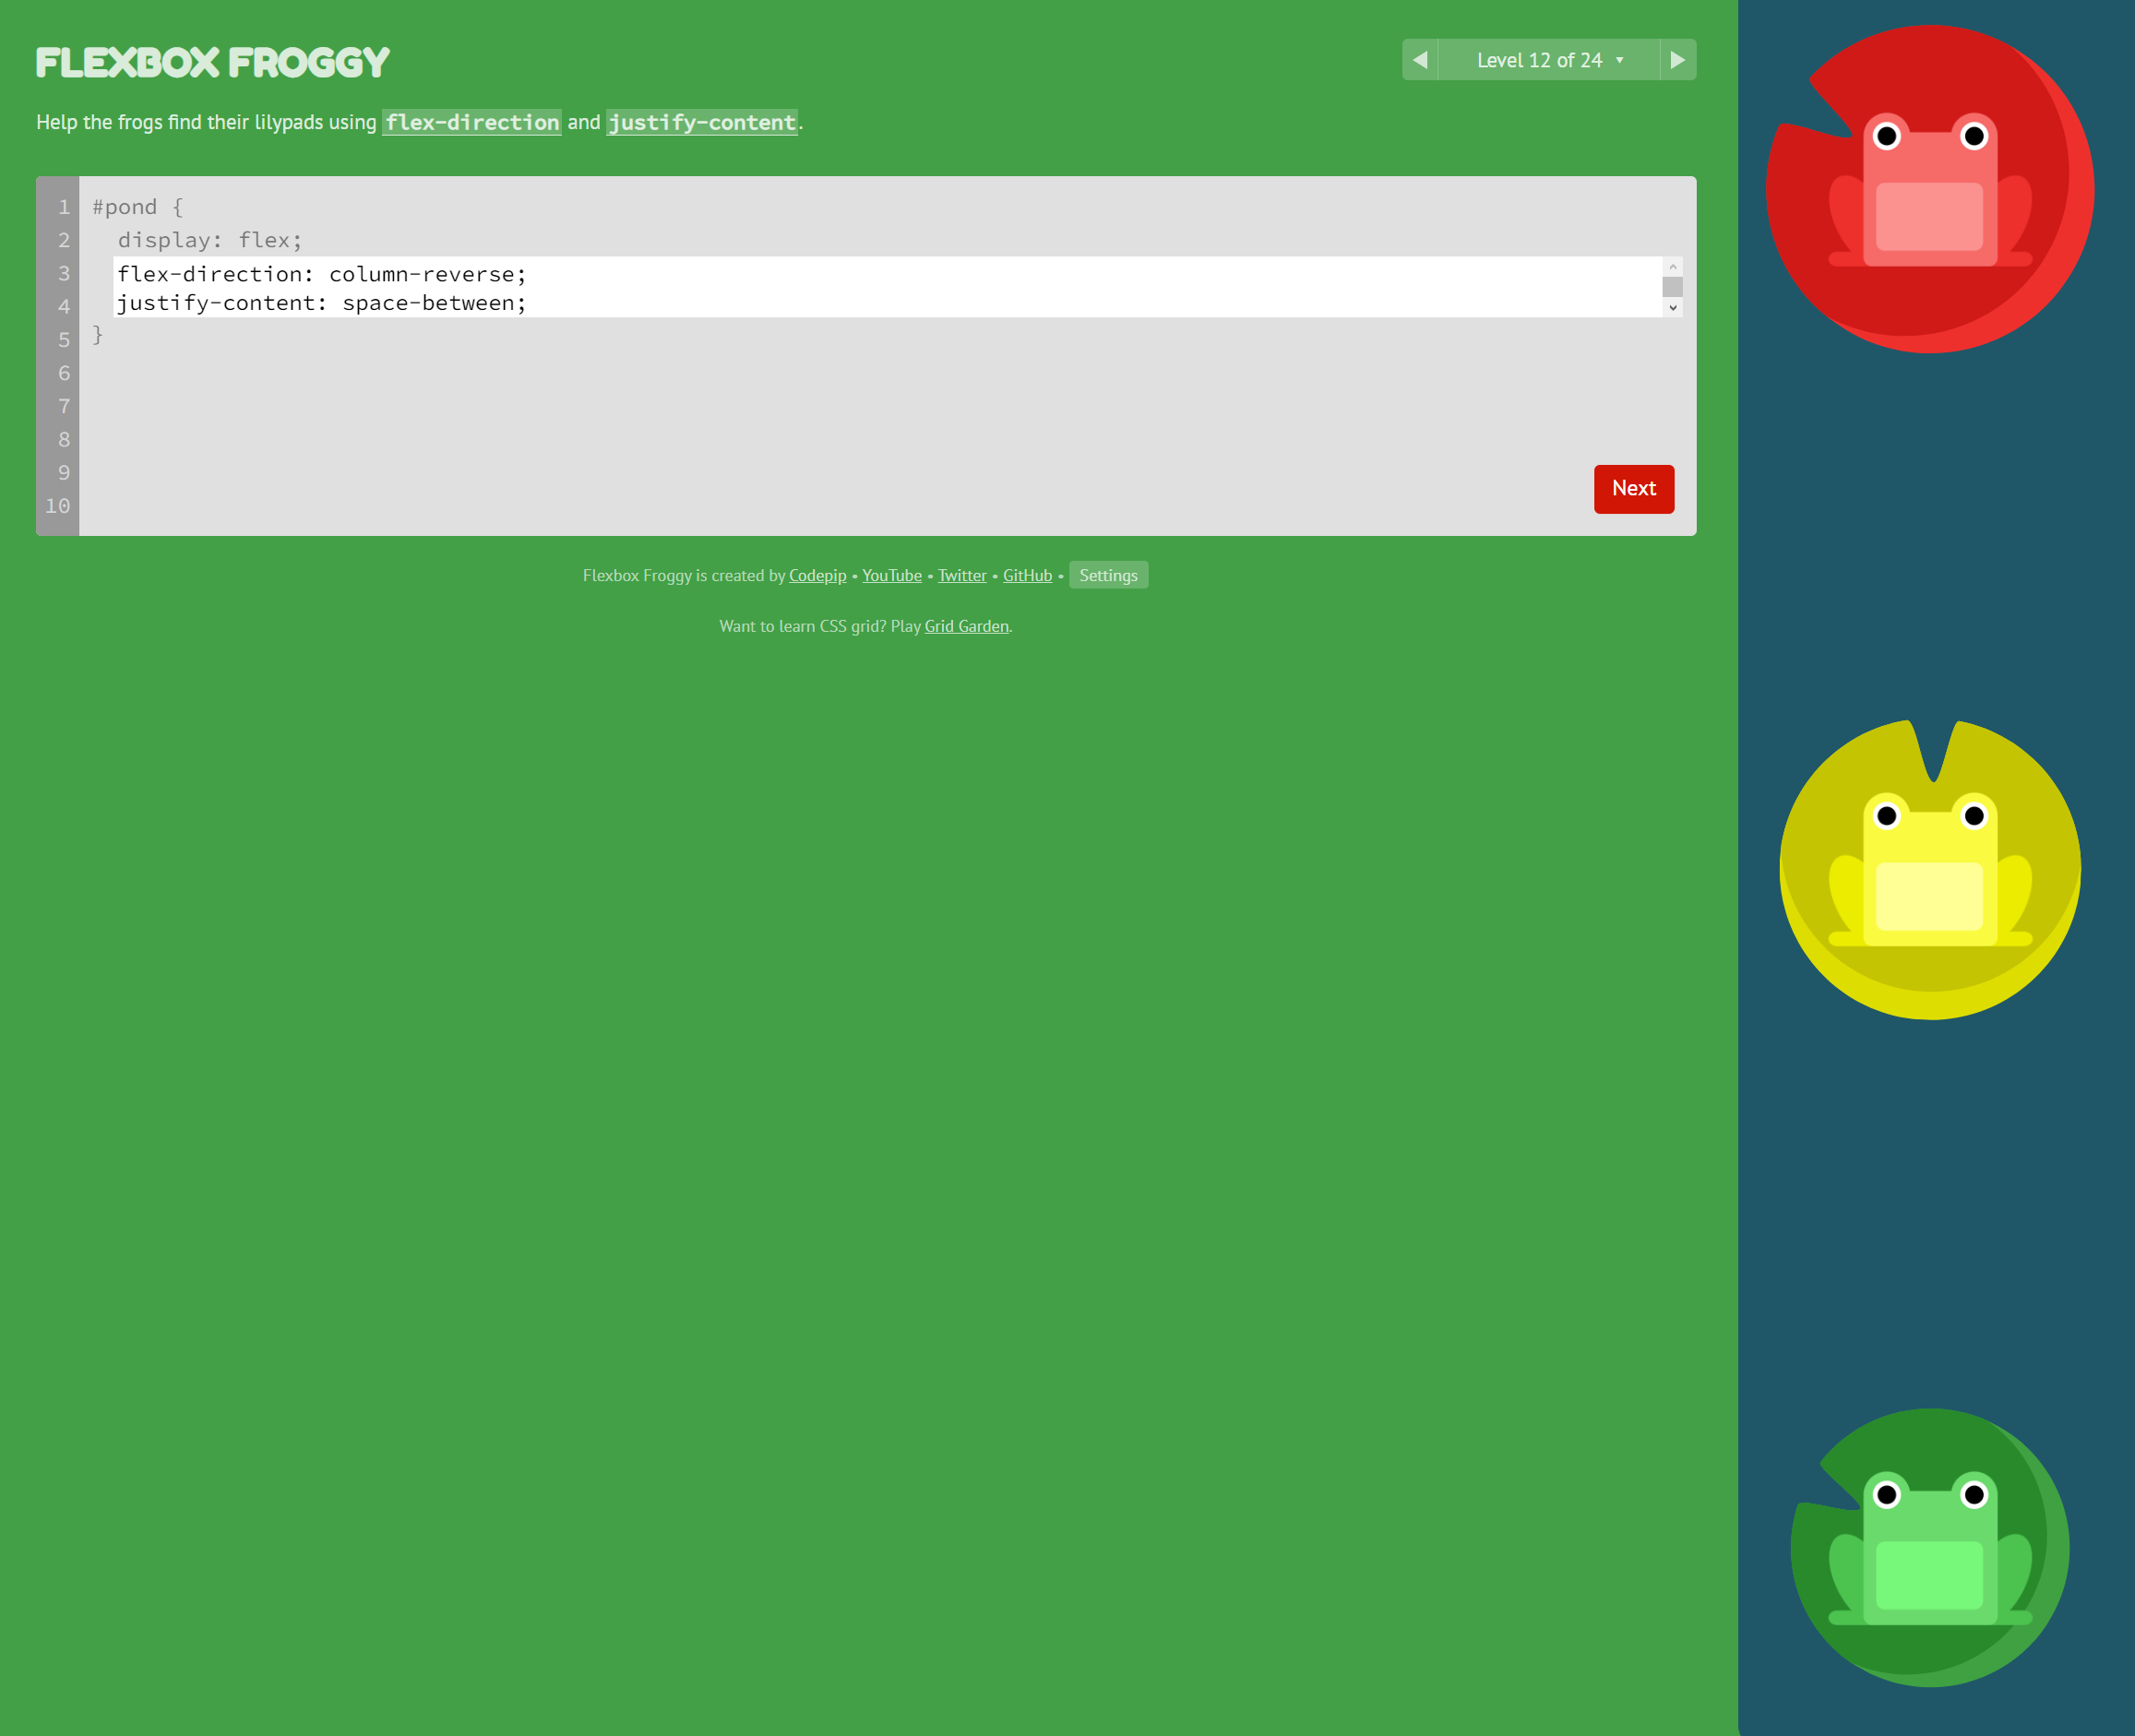 FLEXBOX FROGGY
Level 12 of 24 ▼
Help the frogs find their lilypads using flex-direction and justify-content.
1 #pond {
2 display: flex;
3 flex-direction: column-reverse;
4 justify-content: space-between;
5 }
6
7
8
9
10
Next
Flexbox Froggy is created by Codepip • YouTube • Twitter • GitHub • Settings
Want to learn CSS grid? Play Grid Garden.